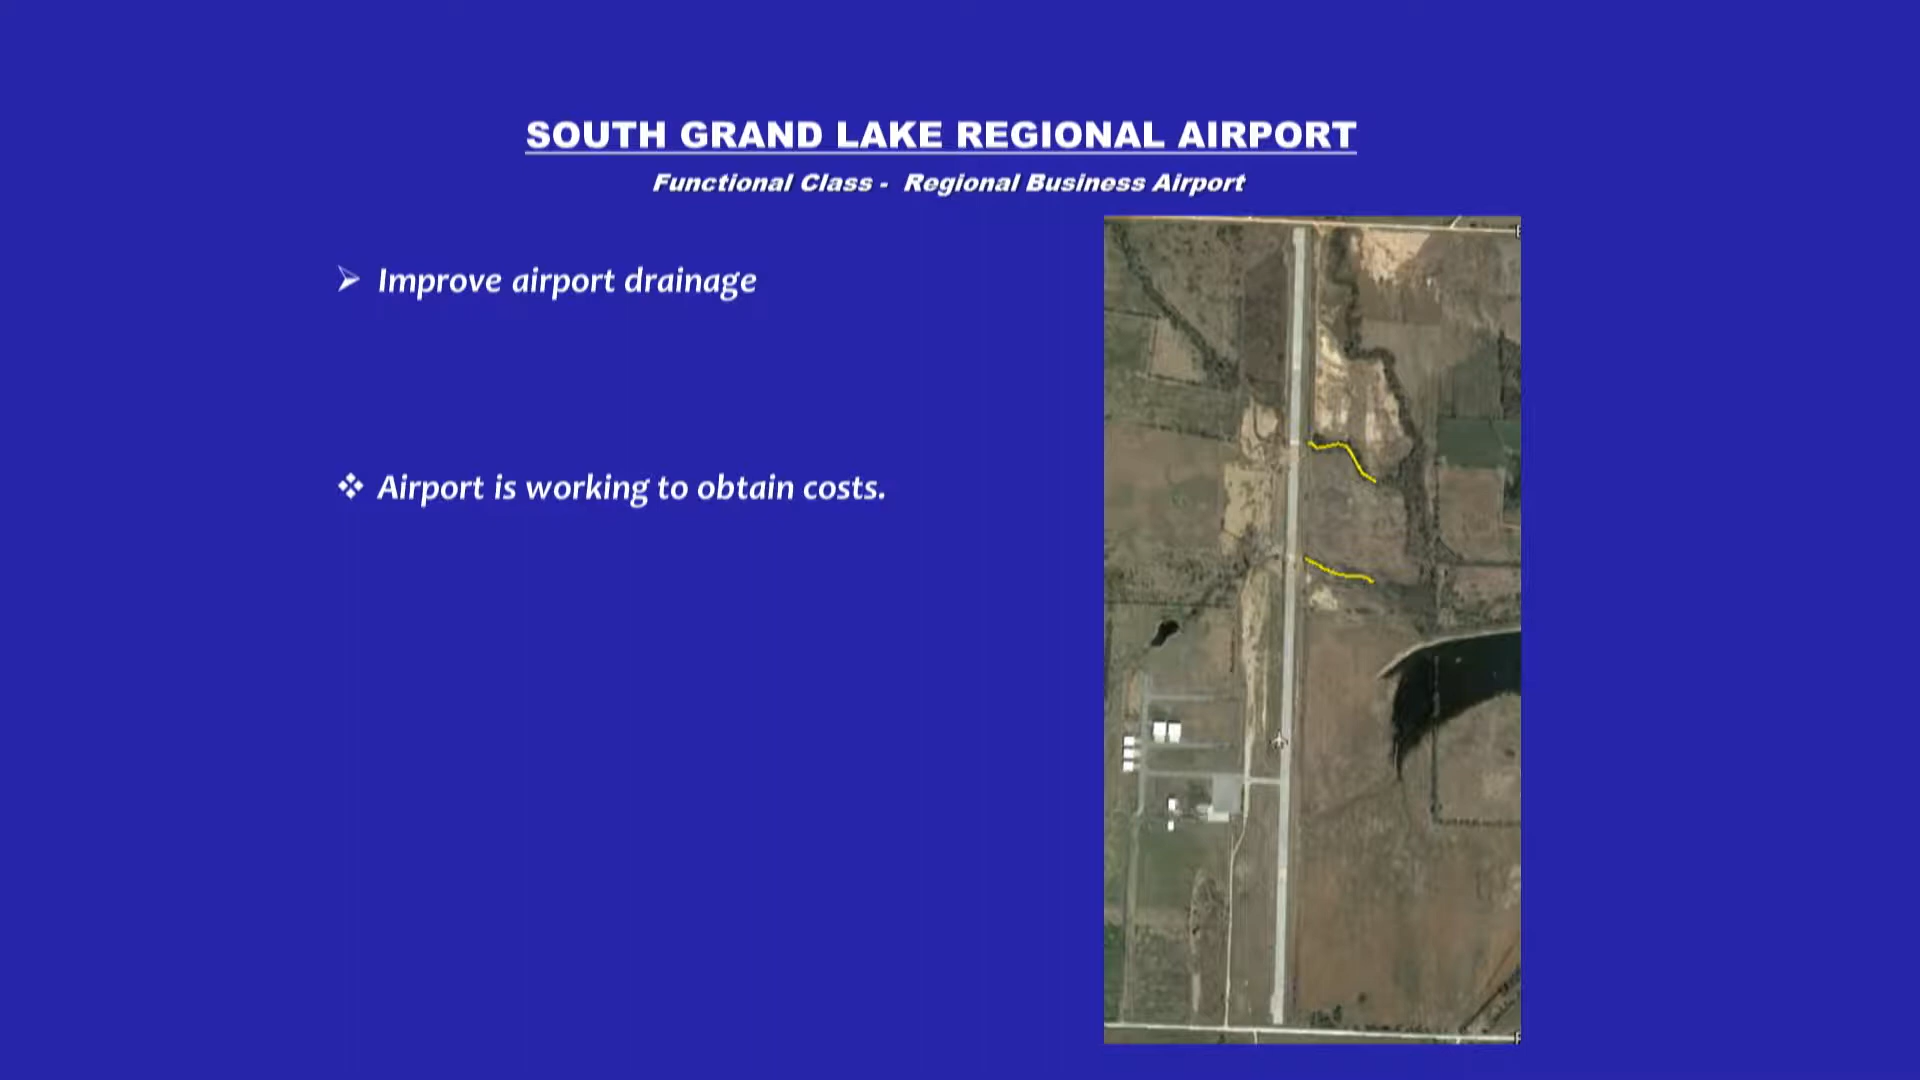 SOUTH GRAND LAKE REGIONAL AIRPORT
Functional Class - Regional Business Airport
Improve airport drainage
Airport is working to obtain costs.